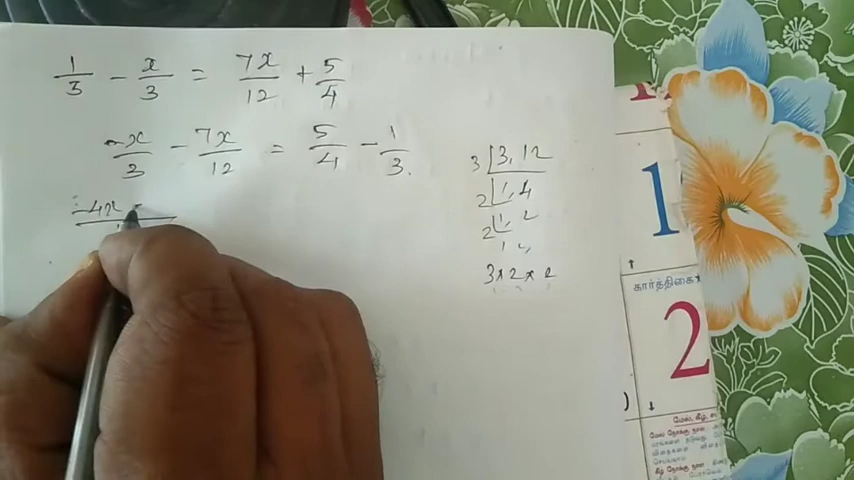 1/3 - x/3 = 7x/12 + 5/4
-x/3 - 7x/12 = 5/4 - 1/3.
-4x -
3 | 3, 12
2 | 1, 4
2 | 1, 2
1,
3 x 2 x 2
1
கார்த்திகை
2